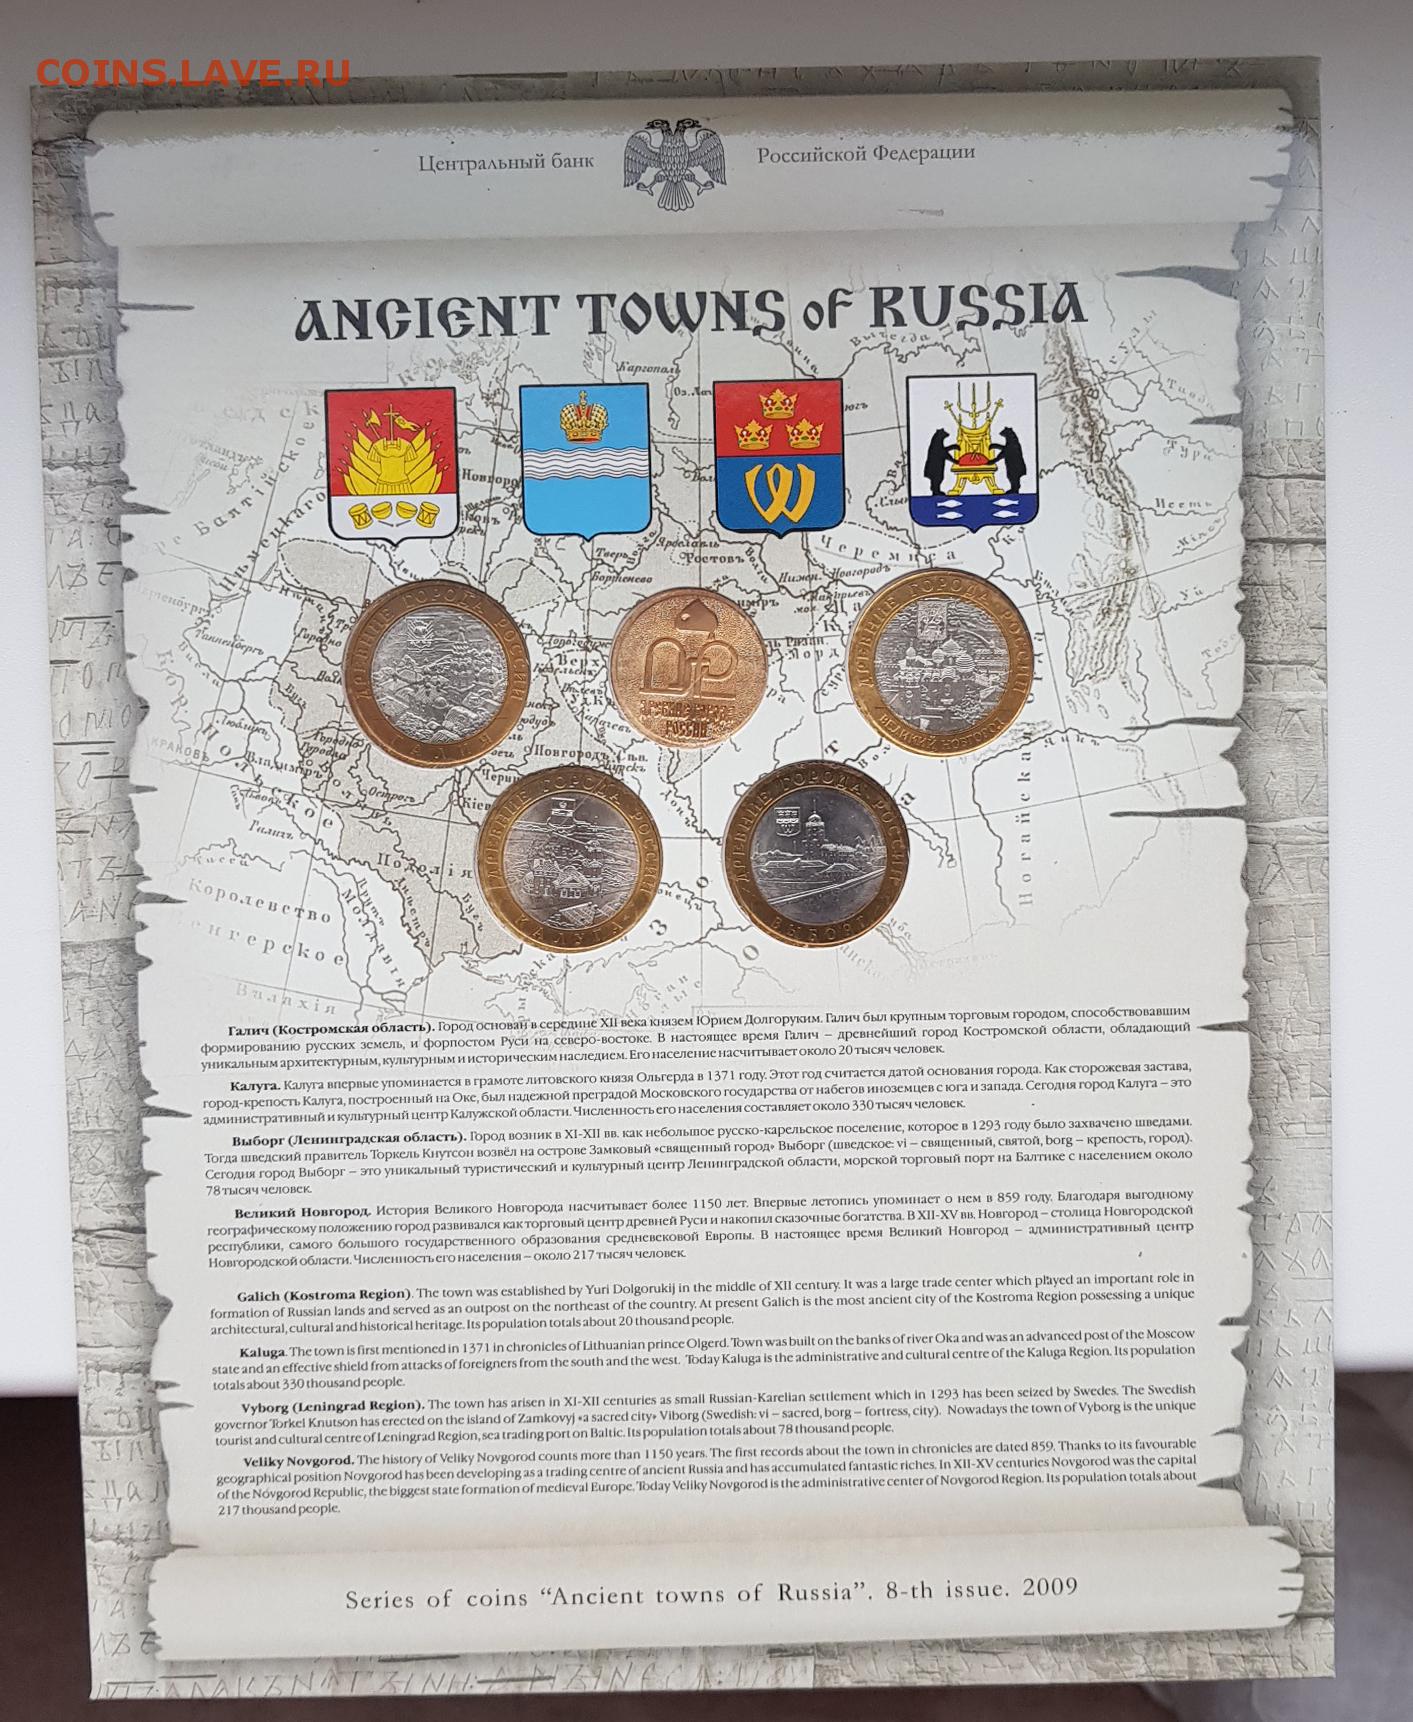 COINS.LAVE.RU
Центральный банк Российской Федерации
ANCIENT TOWNS OF RUSSIA
Каргополь
Ярославль
Ростовъ
Тверь
Черемиса
Подолія
Королевство
Венгерское
Валахія
Молдавія
ДРЕВНИЕ ГОРОДА РОССИИ
ГАЛИЧ
ДРЕВНИЕ ГОРОДА
РОССИИ
ДРЕВНИЕ ГОРОДА РОССИИ
ВЕЛИКИЙ НОВГОРОД
ДРЕВНИЕ ГОРОДА РОССИИ
КАЛУГА
ДРЕВНИЕ ГОРОДА РОССИИ
ВЫБОРГ
Галич (Костромская область). Город основан в середине XII века князем Юрием Долгоруким. Галич был крупным торговым городом, способствовавшим
формированию русских земель, и форпостом Руси на северо-востоке. В настоящее время Галич – древнейший город Костромской области, обладающий
уникальным архитектурным, культурным и историческим наследием. Его население насчитывает около 20 тысяч человек.
Калуга. Калуга впервые упоминается в грамоте литовского князя Ольгерда в 1371 году. Этот год считается датой основания города. Как сторожевая застава,
город-крепость Калуга, построенный на Оке, был надежной преградой Московского государства от набегов иноземцев с юга и запада. Сегодня город Калуга – это
административный и культурный центр Калужской области. Численность его населения составляет около 330 тысяч человек.
Выборг (Ленинградская область). Город возник в XI-XII вв. как небольшое русско-карельское поселение, которое в 1293 году было захвачено шведами.
Тогда шведский правитель Торкель Кнутсон возвёл на острове Замковый «священный город» Выборг (шведское: vi – священный, святой, borg – крепость, город).
Сегодня город Выборг – это уникальный туристический и культурный центр Ленинградской области, морской торговый порт на Балтике с населением около
78 тысяч человек.
Великий Новгород. История Великого Новгорода насчитывает более 1150 лет. Впервые летопись упоминает о нем в 859 году. Благодаря выгодному
географическому положению город развивался как торговый центр древней Руси и накопил сказочные богатства. В XII-XV вв. Новгород – столица Новгородской
республики, самого большого государственного образования средневековой Европы. В настоящее время Великий Новгород – административный центр
Новгородской области. Численность его населения – около 217 тысяч человек.
Galich (Kostroma Region). The town was established by Yuri Dolgorukij in the middle of XII century. It was a large trade center which played an important role in
formation of Russian lands and served as an outpost on the northeast of the country. At present Galich is the most ancient city of the Kostroma Region possessing a unique
architectural, cultural and historical heritage. Its population totals about 20 thousand people.
Kaluga. The town is first mentioned in 1371 in chronicles of Lithuanian prince Olgerd. Town was built on the banks of river Oka and was an advanced post of the Moscow
state and an effective shield from attacks of foreigners from the south and the west. Today Kaluga is the administrative and cultural centre of the Kaluga Region. Its population
totals about 330 thousand people.
Vyborg (Leningrad Region). The town has arisen in XI-XII centuries as small Russian-Karelian settlement which in 1293 has been seized by Swedes. The Swedish
governor Torkel Knutson has erected on the island of Zamkovyj «a sacred city» Viborg (Swedish: vi – sacred, borg – fortress, city). Nowadays the town of Vyborg is the unique
tourist and cultural centre of Leningrad Region, sea trading port on Baltic. Its population totals about 78 thousand people.
Veliky Novgorod. The history of Veliky Novgorod counts more than 1150 years. The first records about the town in chronicles are dated 859. Thanks to its favourable
geographical position Novgorod has been developing as a trading centre of ancient Russia and has accumulated fantastic riches. In XII-XV centuries Novgorod was the capital
of the Novgorod Republic, the biggest state formation of medieval Europe. Today Veliky Novgorod is the administrative center of Novgorod Region. Its population totals about
217 thousand people.
Series of coins “Ancient towns of Russia”. 8-th issue. 2009